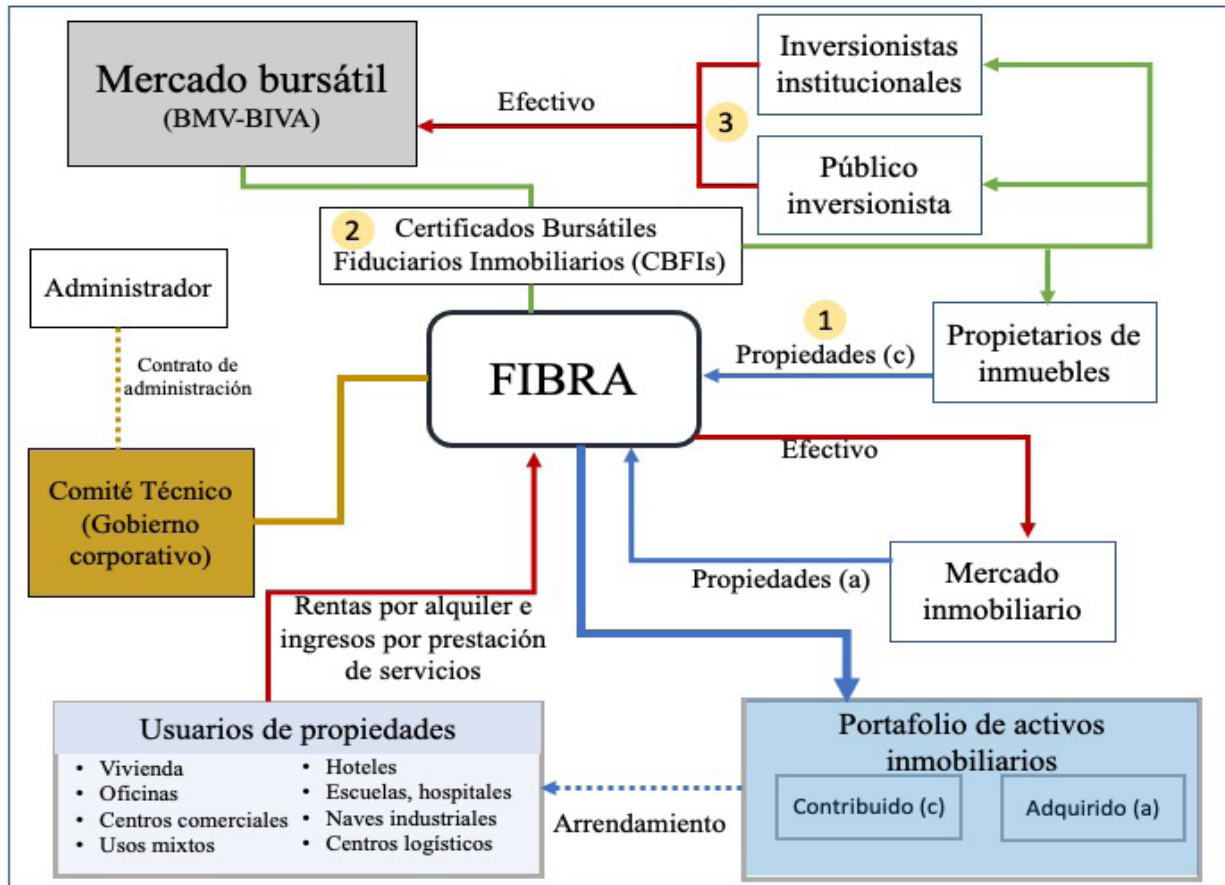 Mercado bursátil
(BMV-BIVA)
Efectivo
Inversionistas
institucionales
3
Público
inversionista
2
Certificados Bursátiles
Fiduciarios Inmobiliarios (CBFIs)
Administrador
Contrato de
administración
1
Propiedades (c)
Propietarios de
inmuebles
FIBRA
Efectivo
Comité Técnico
(Gobierno
corporativo)
Propiedades (a)
Mercado
inmobiliario
Rentas por alquiler e
ingresos por prestación
de servicios
Usuarios de propiedades
• Vivienda
• Oficinas
• Centros comerciales
• Usos mixtos
• Hoteles
• Escuelas, hospitales
• Naves industriales
• Centros logísticos
Arrendamiento
Portafolio de activos
inmobiliarios
Contribuido (c)
Adquirido (a)